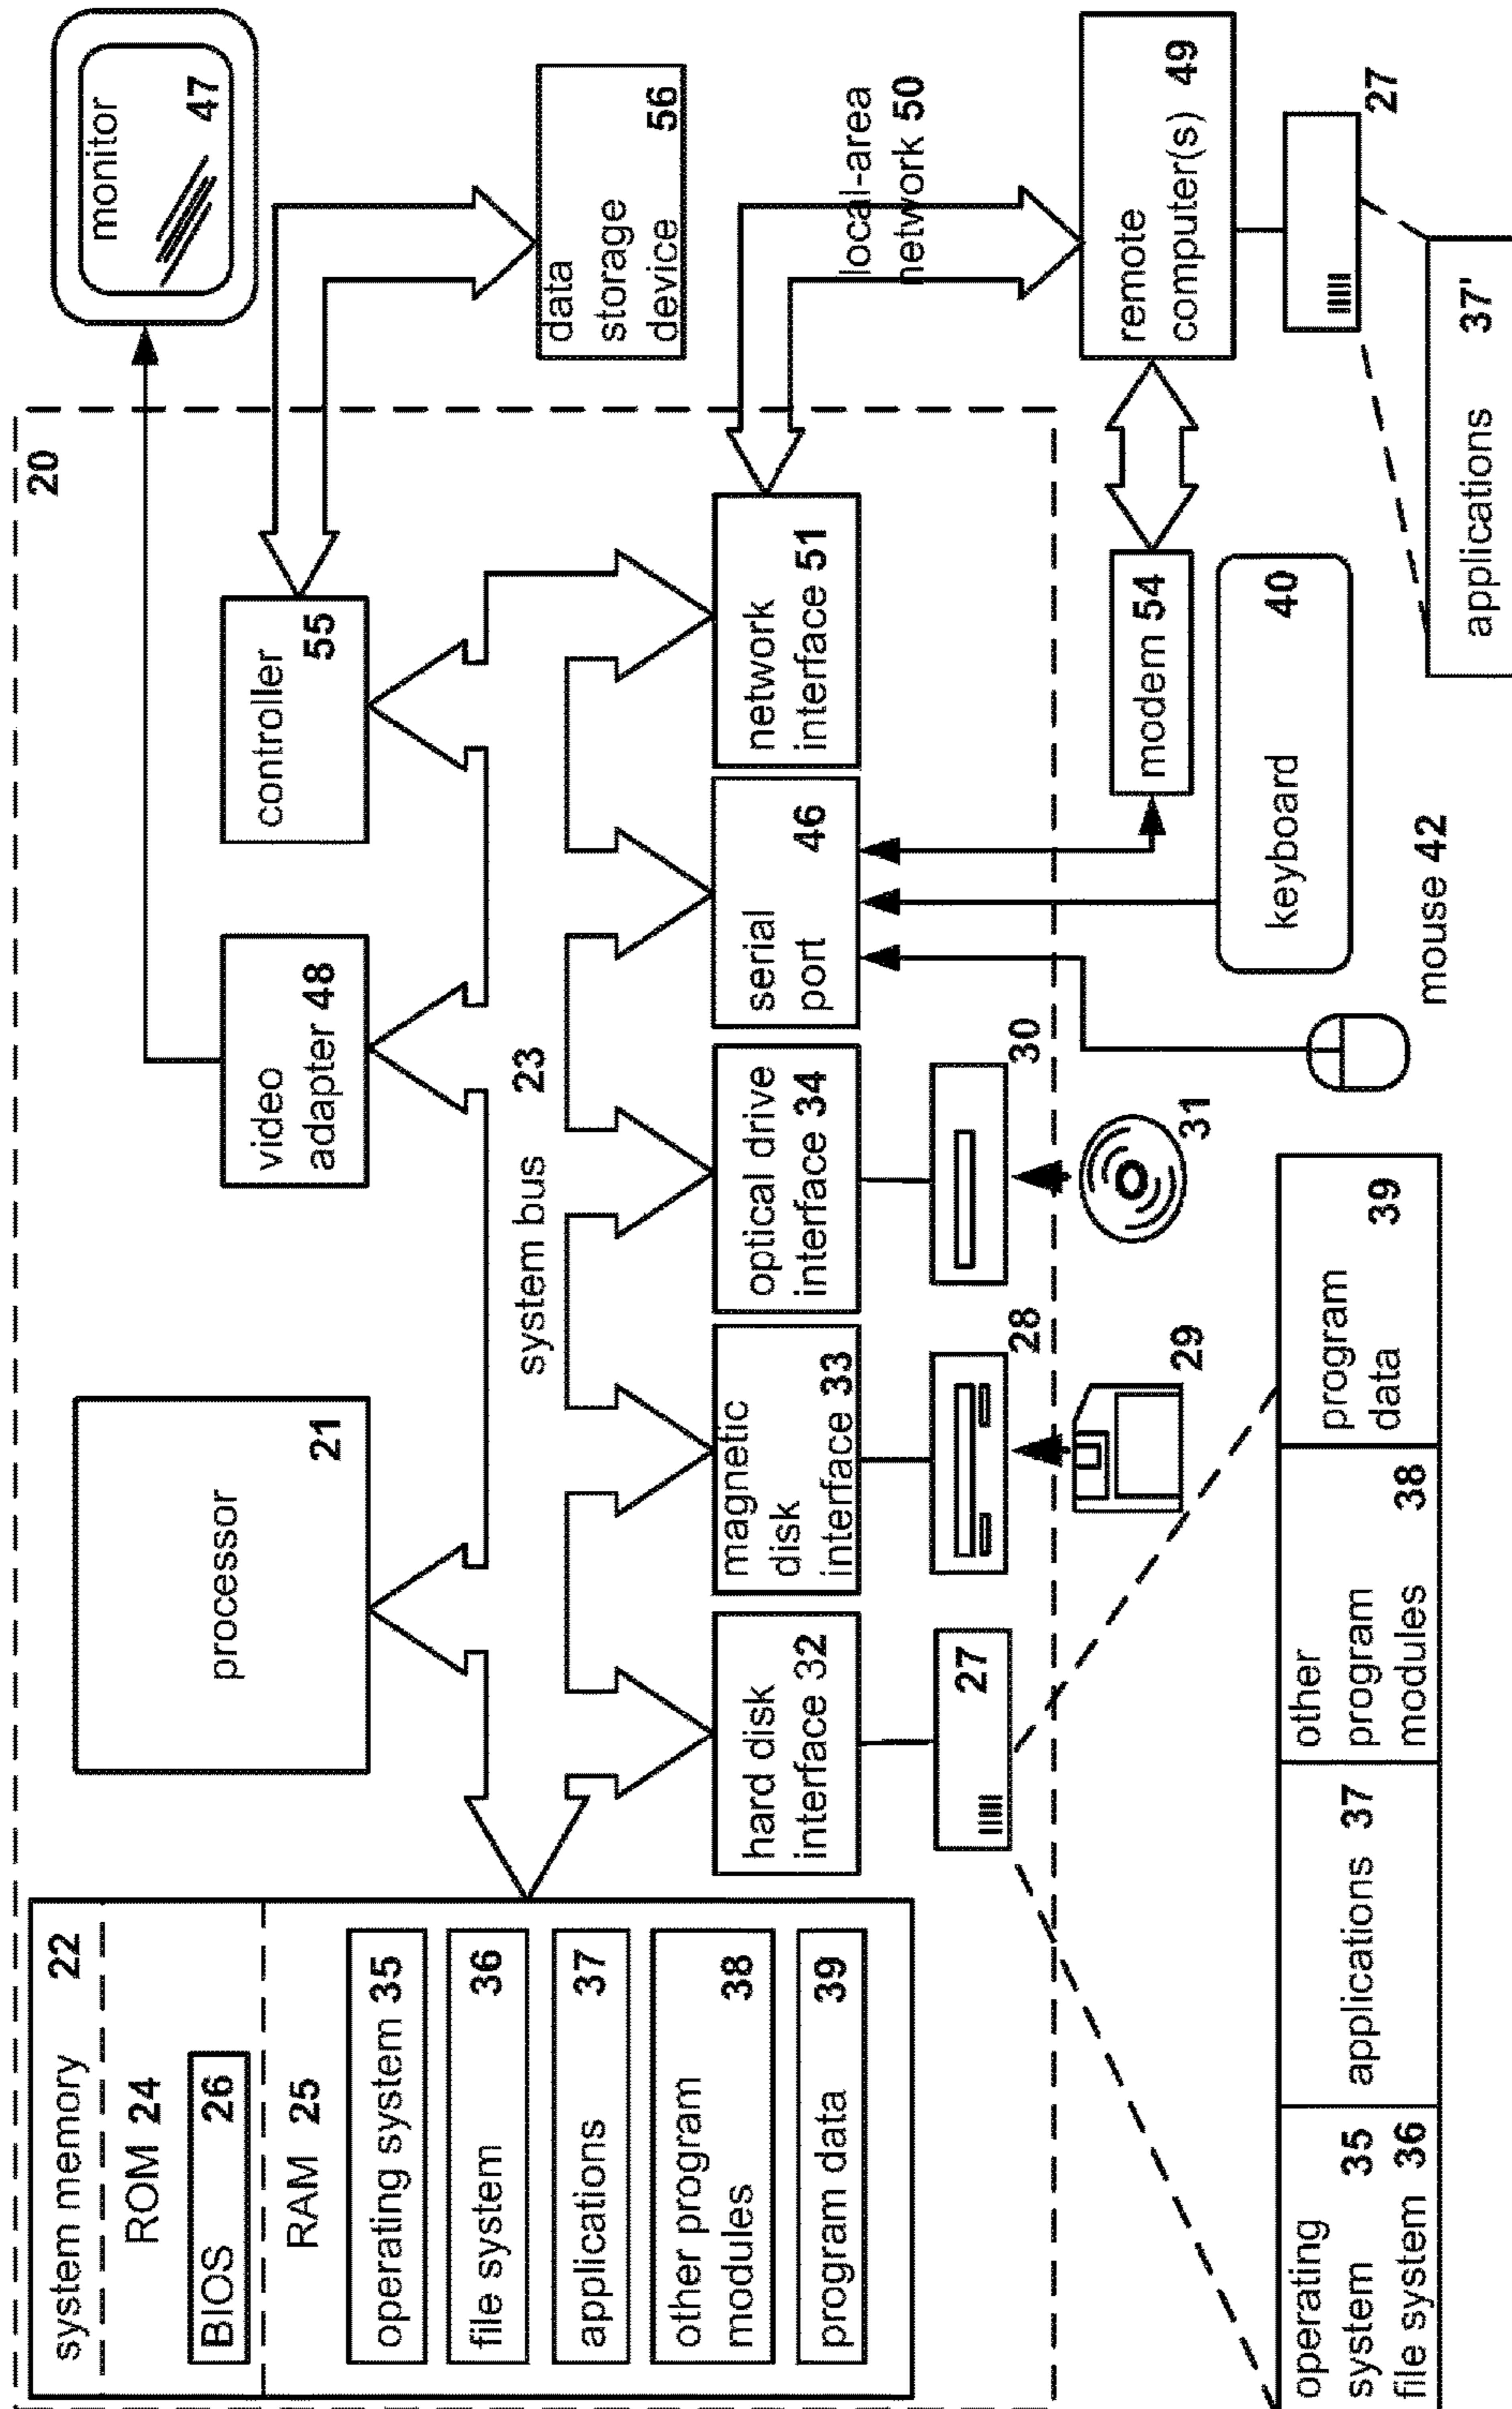 20
system memory 22
ROM 24
BIOS 26
RAM 25
operating system 35
file system 36
applications 37
other program
modules 38
program data 39
processor
21
video
adapter 48
controller
55
monitor
47
system bus 23
data
storage
device 56
hard disk
interface 32
magnetic
disk
interface 33
optical drive
interface 34
serial
port 46
network
interface 51
local-area
network 50
27
28
30
29
31
modem 54
remote
computer(s) 49
keyboard 40
mouse 42
27
operating
system 35
file system 36
applications 37
other
program
modules 38
program
data 39
applications 37'